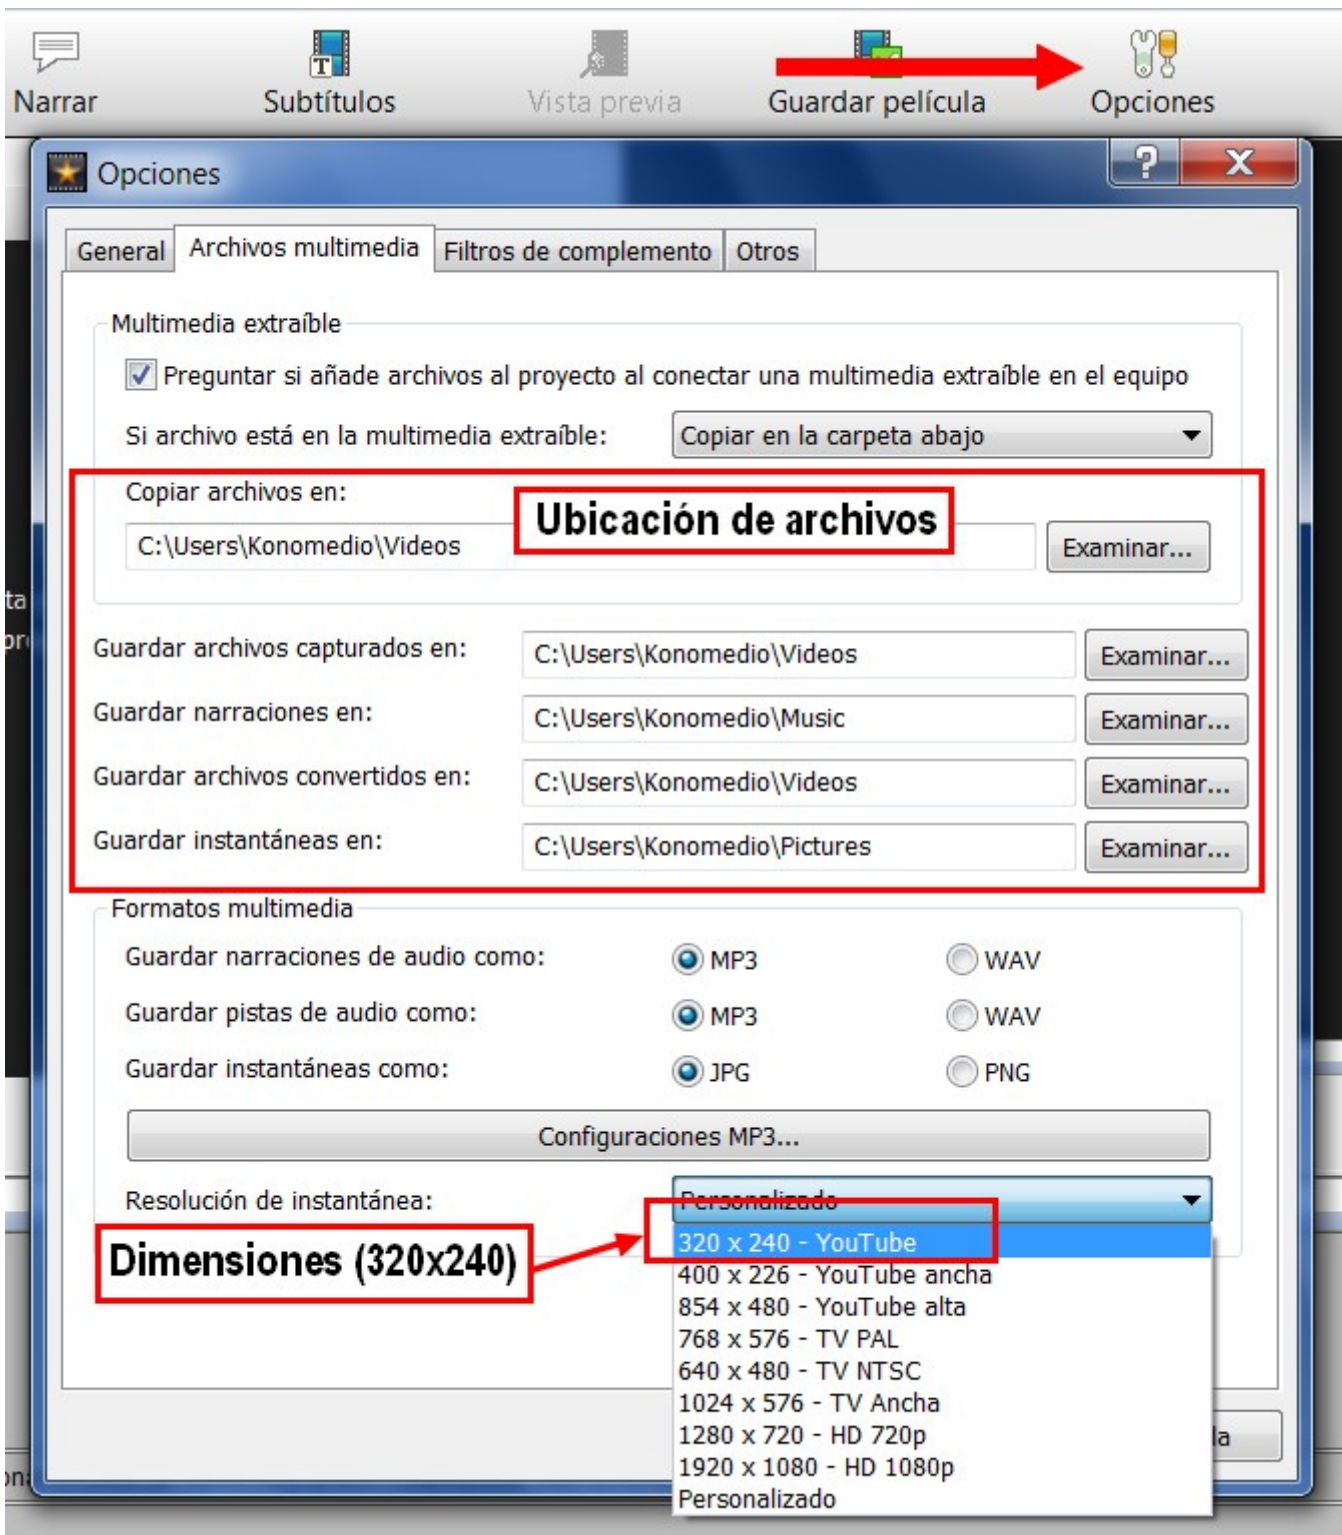 Narrar Subtítulos Vista previa Guardar película Opciones
Opciones
General Archivos multimedia Filtros de complemento Otros
Multimedia extraíble
Preguntar si añade archivos al proyecto al conectar una multimedia extraíble en el equipo
Si archivo está en la multimedia extraíble: Copiar en la carpeta abajo
Copiar archivos en:
Ubicación de archivos
C:\Users\Konomedio\Videos Examinar...
Guardar archivos capturados en: C:\Users\Konomedio\Videos Examinar...
Guardar narraciones en: C:\Users\Konomedio\Music Examinar...
Guardar archivos convertidos en: C:\Users\Konomedio\Videos Examinar...
Guardar instantáneas en: C:\Users\Konomedio\Pictures Examinar...
Formatos multimedia
Guardar narraciones de audio como: MP3 WAV
Guardar pistas de audio como: MP3 WAV
Guardar instantáneas como: JPG PNG
Configuraciones MP3...
Resolución de instantánea: Personalizado
Dimensiones (320x240)
320 x 240 - YouTube
400 x 226 - YouTube ancha
854 x 480 - YouTube alta
768 x 576 - TV PAL
640 x 480 - TV NTSC
1024 x 576 - TV Ancha
1280 x 720 - HD 720p
1920 x 1080 - HD 1080p
Personalizado